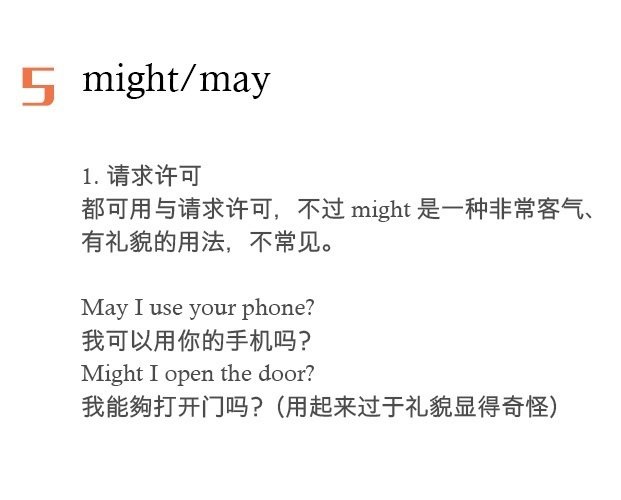 5 might/may
1. 请求许可
都可用与请求许可，不过 might 是一种非常客气、
有礼貌的用法，不常见。
May I use your phone?
我可以用你的手机吗？
Might I open the door?
我能夠打开门吗？（用起来过于礼貌显得奇怪）